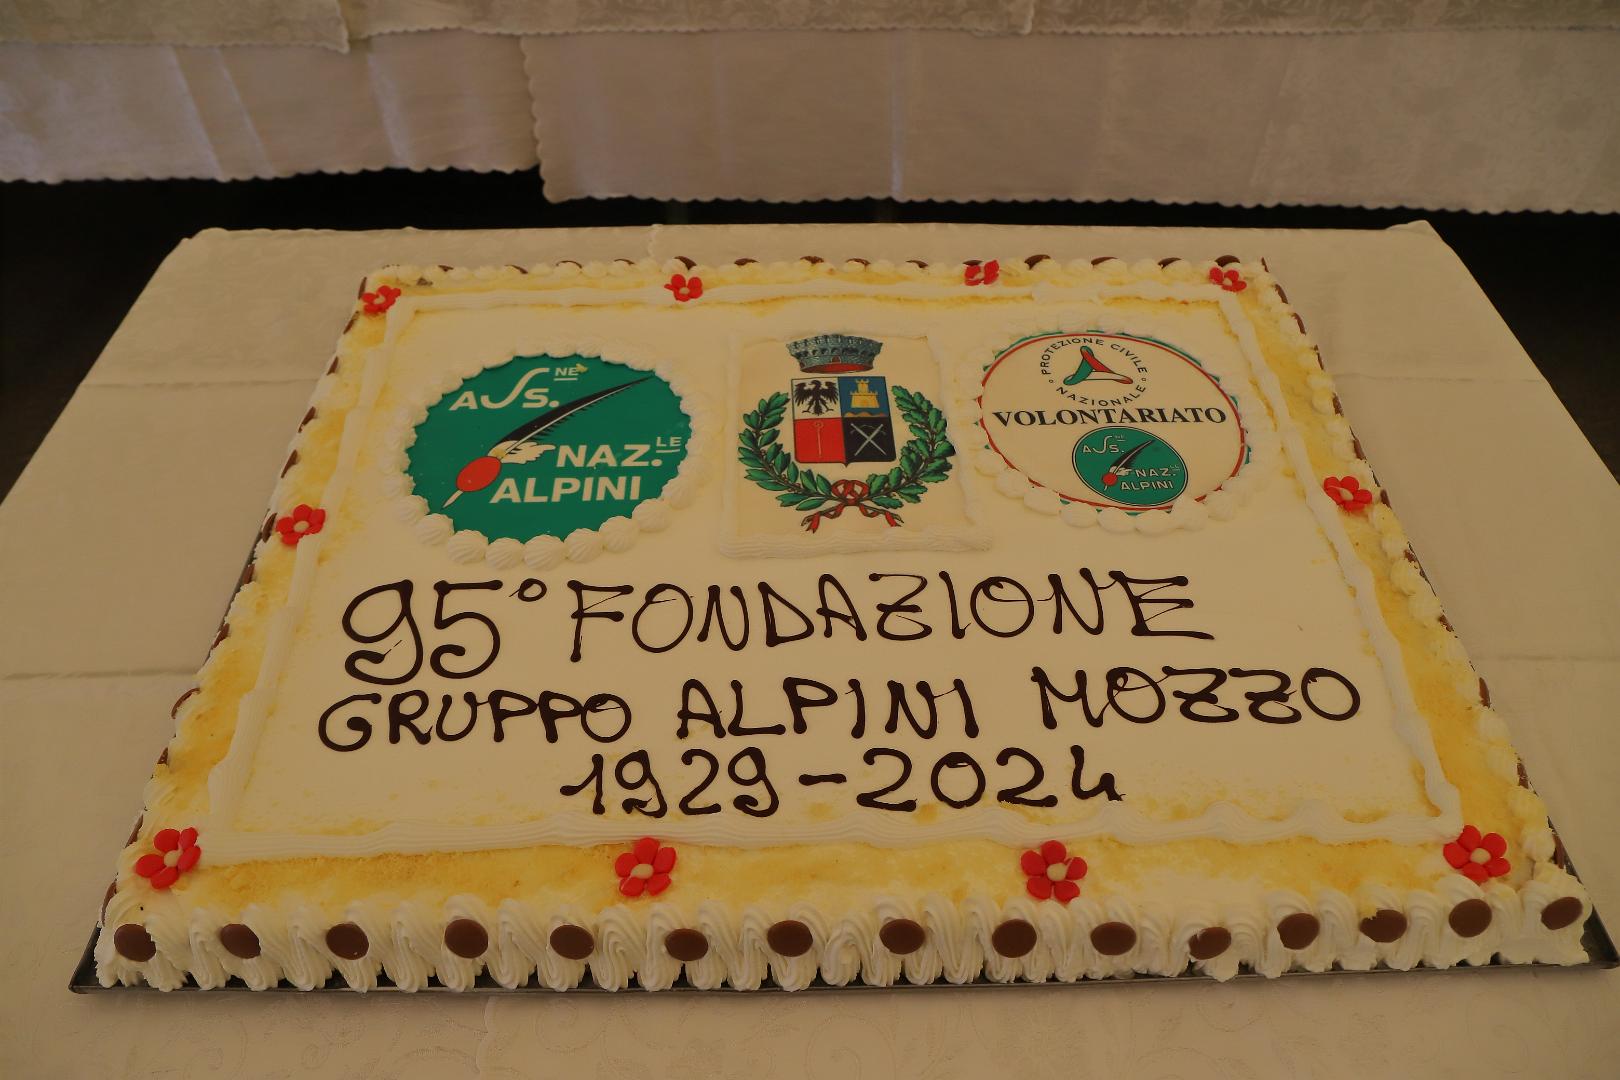 ASS.NE
NAZ.LE
ALPINI
PROTEZIONE CIVILE
NAZIONALE
VOLONTARIATO
ASS.NE
NAZ.LE
ALPINI
95° FONDAZIONE
GRUPPO ALPINI MOZZO
1929-2024